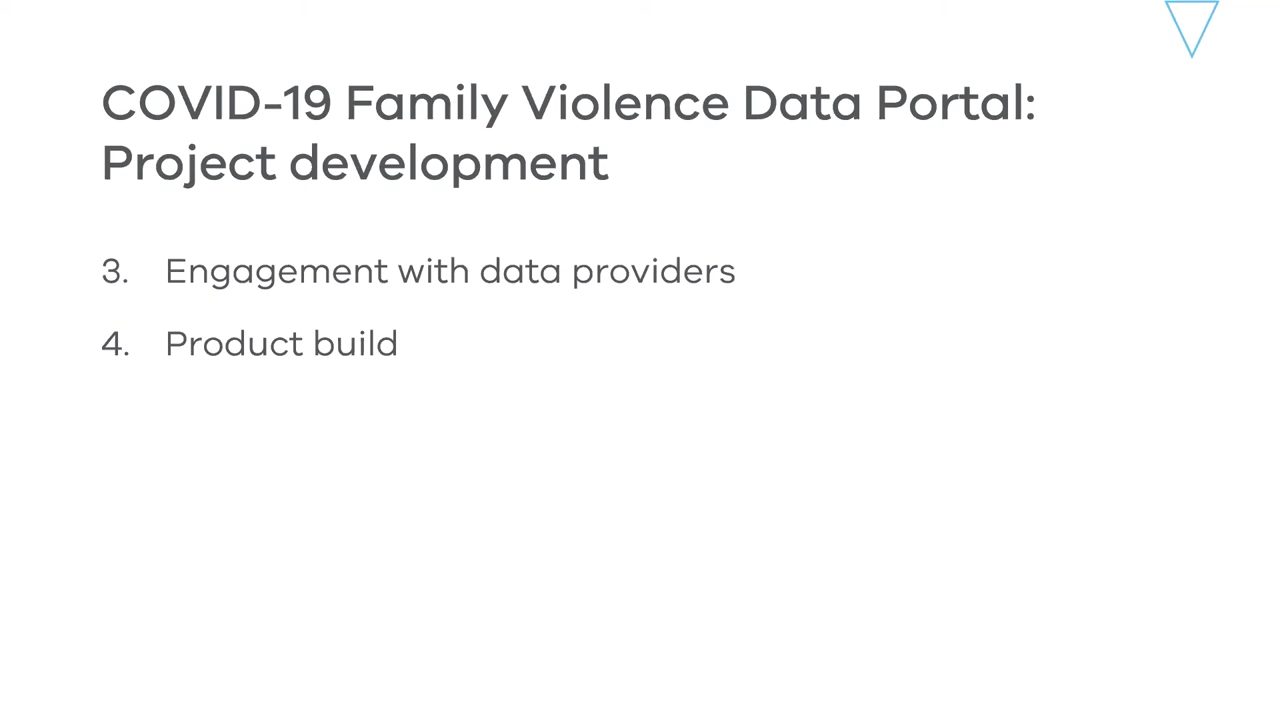 COVID-19 Family Violence Data Portal:
Project development
3. Engagement with data providers
4. Product build